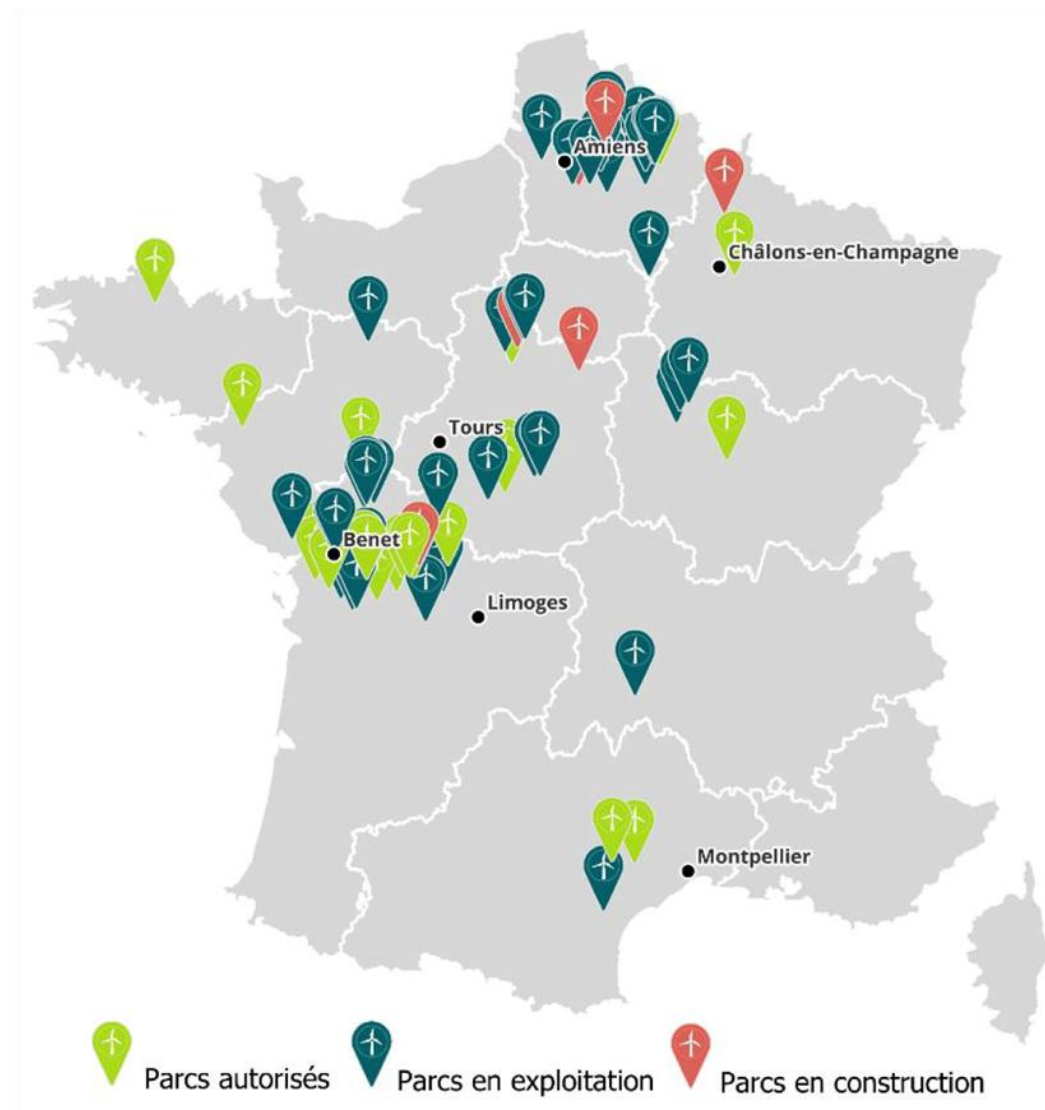 Amiens
Châlons-en-Champagne
Tours
Benet
Limoges
Montpellier
Parcs autorisés
Parcs en exploitation
Parcs en construction